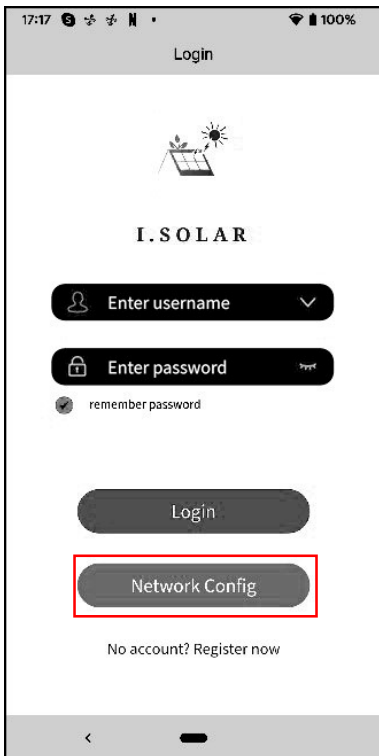 17:17 100%
Login
I.SOLAR
Enter username
Enter password
remember password
Login
Network Config
No account? Register now